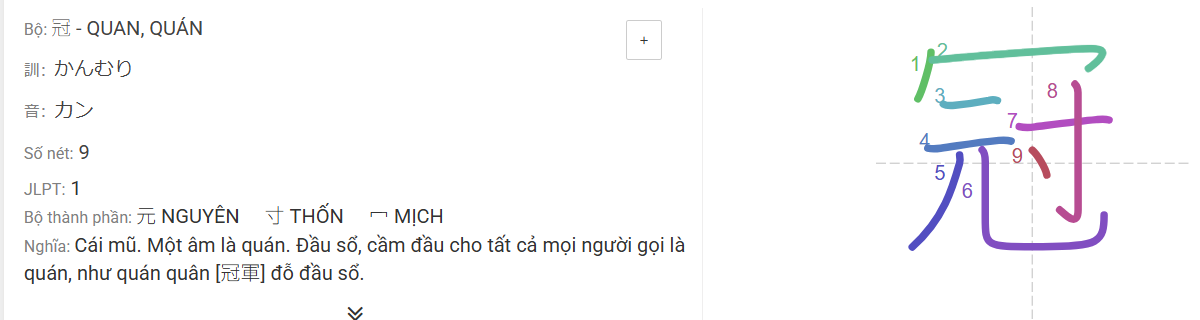 Bộ: 冠 - QUAN, QUÁN
+
訓: かんむり
音: カン
Số nét: 9
JLPT: 1
Bộ thành phần: 元 NGUYÊN 寸 THỐN 冖 MỊCH
Nghĩa: Cái mũ. Một âm là quán. Đầu sổ, cầm đầu cho tất cả mọi người gọi là
quán, như quán quân [冠軍] đỗ đầu sổ.
冠
1 2 3 4 5 6 7 8 9